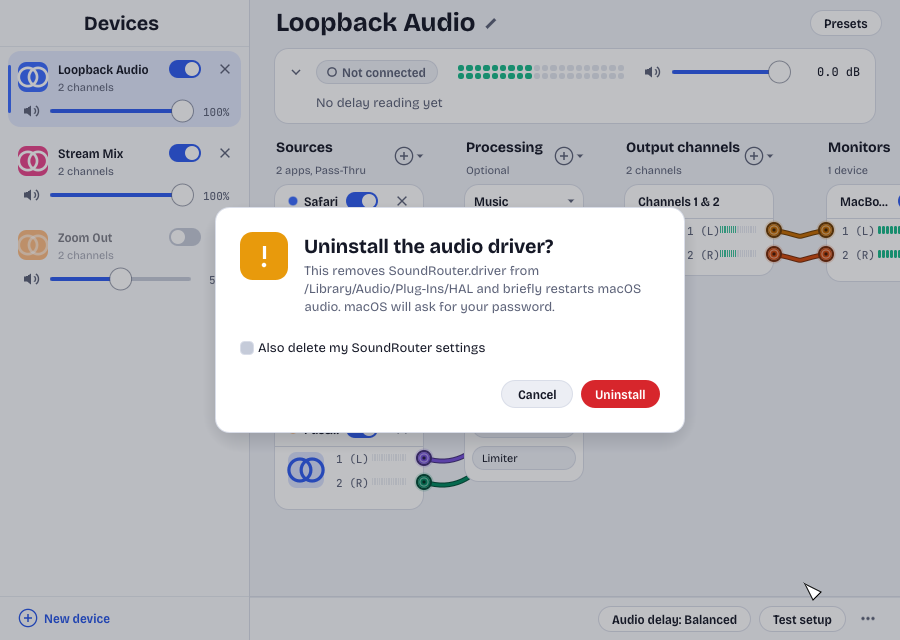 Devices
Loopback Audio
2 channels
100%
Stream Mix
2 channels
100%
Zoom Out
2 channels
New device
Loopback Audio
Presets
Not connected
0.0 dB
No delay reading yet
Sources
2 apps, Pass-Thru
Processing
Optional
Output channels
2 channels
Monitors
1 device
Safari
Music
Channels 1 & 2
1 (L)
2 (R)
MacBo...
1 (L)
2 (R)
!
Uninstall the audio driver?
This removes SoundRouter.driver from
/Library/Audio/Plug-Ins/HAL and briefly restarts macOS
audio. macOS will ask for your password.
Also delete my SoundRouter settings
Cancel
Uninstall
1 (L)
2 (R)
Limiter
Audio delay: Balanced
Test setup